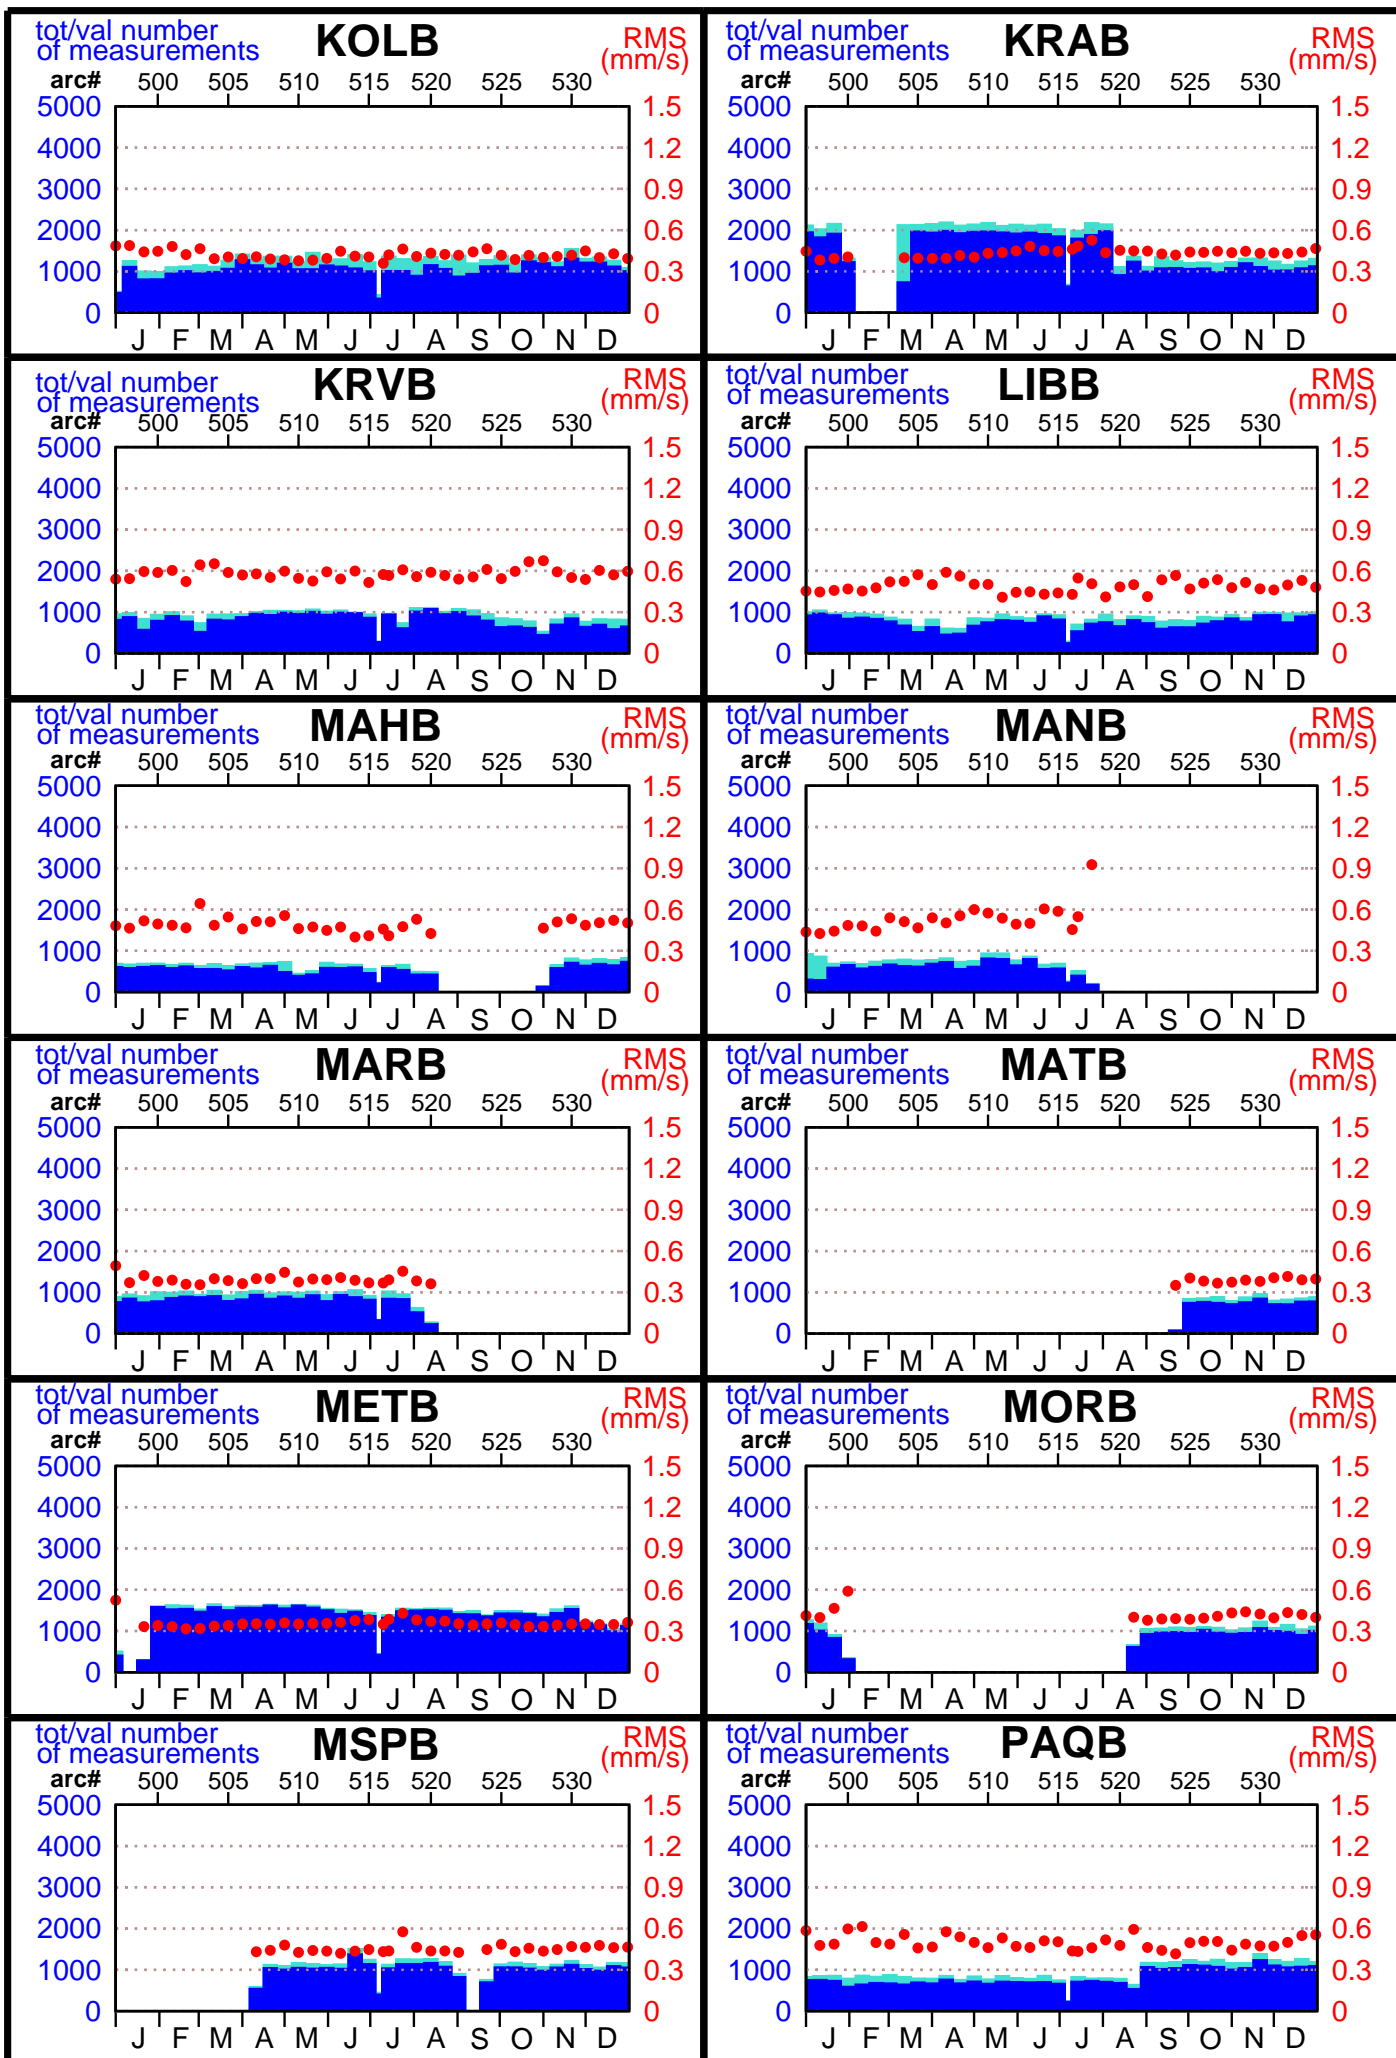 tot/val number
of measurements
KOLB
RMS
(mm/s)
arc# 500 505 510 515 520 525 530
5000 1.5
4000 1.2
3000 0.9
2000 0.6
1000 0.3
0 0
J F M A M J J A S O N D
tot/val number
of measurements
KRAB
RMS
(mm/s)
arc# 500 505 510 515 520 525 530
5000 1.5
4000 1.2
3000 0.9
2000 0.6
1000 0.3
0 0
J F M A M J J A S O N D
tot/val number
of measurements
KRVB
RMS
(mm/s)
arc# 500 505 510 515 520 525 530
5000 1.5
4000 1.2
3000 0.9
2000 0.6
1000 0.3
0 0
J F M A M J J A S O N D
tot/val number
of measurements
LIBB
RMS
(mm/s)
arc# 500 505 510 515 520 525 530
5000 1.5
4000 1.2
3000 0.9
2000 0.6
1000 0.3
0 0
J F M A M J J A S O N D
tot/val number
of measurements
MAHB
RMS
(mm/s)
arc# 500 505 510 515 520 525 530
5000 1.5
4000 1.2
3000 0.9
2000 0.6
1000 0.3
0 0
J F M A M J J A S O N D
tot/val number
of measurements
MANB
RMS
(mm/s)
arc# 500 505 510 515 520 525 530
5000 1.5
4000 1.2
3000 0.9
2000 0.6
1000 0.3
0 0
J F M A M J J A S O N D
tot/val number
of measurements
MARB
RMS
(mm/s)
arc# 500 505 510 515 520 525 530
5000 1.5
4000 1.2
3000 0.9
2000 0.6
1000 0.3
0 0
J F M A M J J A S O N D
tot/val number
of measurements
MATB
RMS
(mm/s)
arc# 500 505 510 515 520 525 530
5000 1.5
4000 1.2
3000 0.9
2000 0.6
1000 0.3
0 0
J F M A M J J A S O N D
tot/val number
of measurements
METB
RMS
(mm/s)
arc# 500 505 510 515 520 525 530
5000 1.5
4000 1.2
3000 0.9
2000 0.6
1000 0.3
0 0
J F M A M J J A S O N D
tot/val number
of measurements
MORB
RMS
(mm/s)
arc# 500 505 510 515 520 525 530
5000 1.5
4000 1.2
3000 0.9
2000 0.6
1000 0.3
0 0
J F M A M J J A S O N D
tot/val number
of measurements
MSPB
RMS
(mm/s)
arc# 500 505 510 515 520 525 530
5000 1.5
4000 1.2
3000 0.9
2000 0.6
1000 0.3
0 0
J F M A M J J A S O N D
tot/val number
of measurements
PAQB
RMS
(mm/s)
arc# 500 505 510 515 520 525 530
5000 1.5
4000 1.2
3000 0.9
2000 0.6
1000 0.3
0 0
J F M A M J J A S O N D